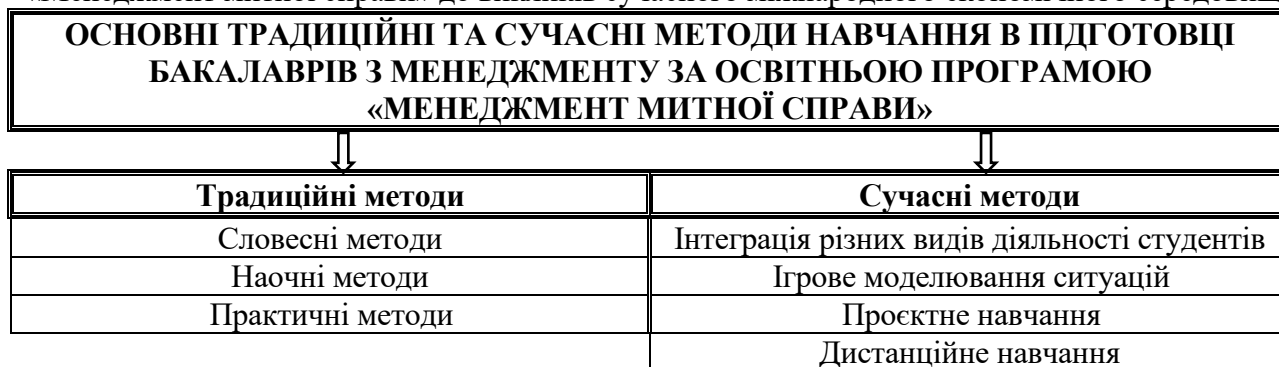 ОСНОВНІ ТРАДИЦІЙНІ ТА СУЧАСНІ МЕТОДИ НАВЧАННЯ В ПІДГОТОВЦІ
БАКАЛАВРІВ З МЕНЕДЖМЕНТУ ЗА ОСВІТНЬОЮ ПРОГРАМОЮ
«МЕНЕДЖМЕНТ МИТНОЇ СПРАВИ»
Традиційні методи
Сучасні методи
Словесні методи
Інтеграція різних видів діяльності студентів
Наочні методи
Ігрове моделювання ситуацій
Практичні методи
Проєктне навчання
Дистанційне навчання